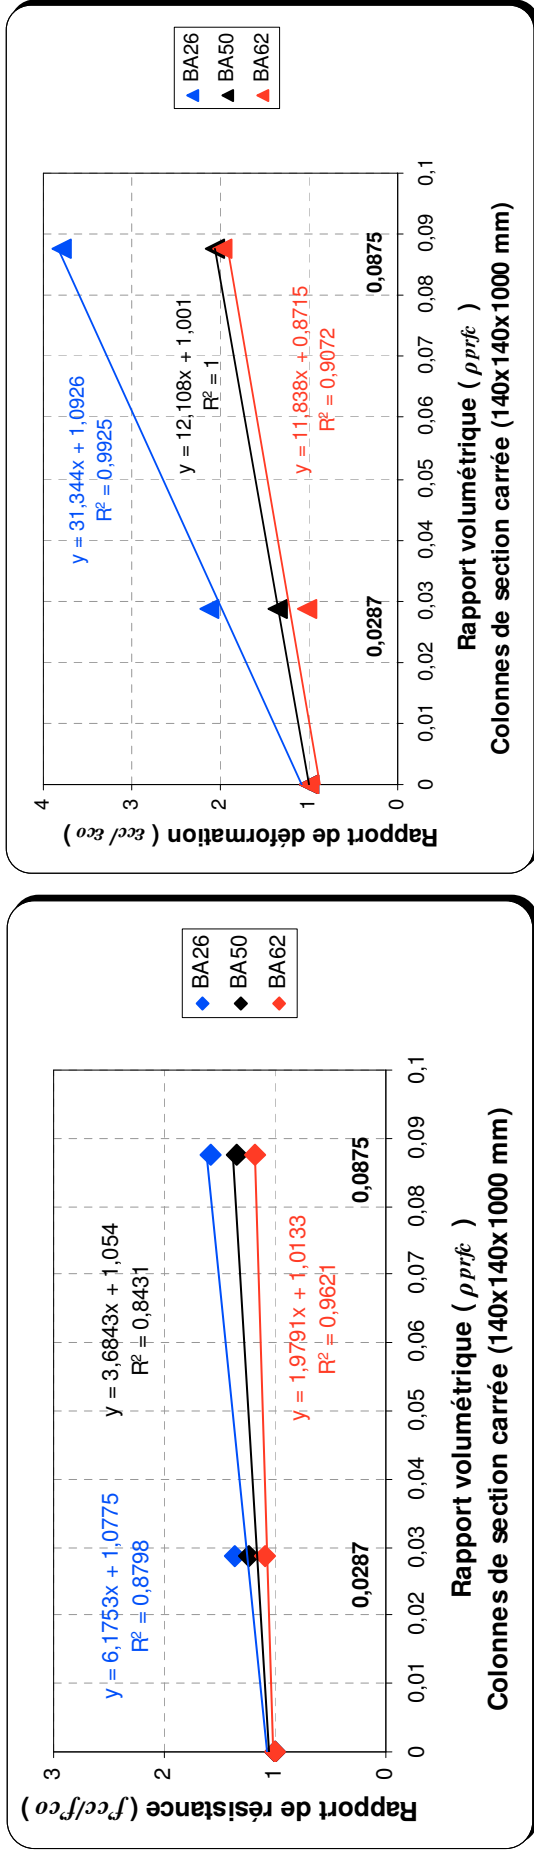 3
2
1
0
Rapport de résistance ( f'cc/f'co )
y = 6,1753x + 1,0775
R² = 0,8798
y = 3,6843x + 1,054
R² = 0,8431
y = 1,9791x + 1,0133
R² = 0,9621
0,0287
0,0875
0 0,01 0,02 0,03 0,04 0,05 0,06 0,07 0,08 0,09 0,1
Rapport volumétrique ( ρ prfc )
Colonnes de section carrée (140x140x1000 mm)
BA26
BA50
BA62
4
3
2
1
0
Rapport de déformation ( εcc/ εco )
y = 31,344x + 1,0926
R² = 0,9925
y = 12,108x + 1,001
R² = 1
y = 11,838x + 0,8715
R² = 0,9072
0,0287
0,0875
0 0,01 0,02 0,03 0,04 0,05 0,06 0,07 0,08 0,09 0,1
Rapport volumétrique ( ρ prfc )
Colonnes de section carrée (140x140x1000 mm)
BA26
BA50
BA62